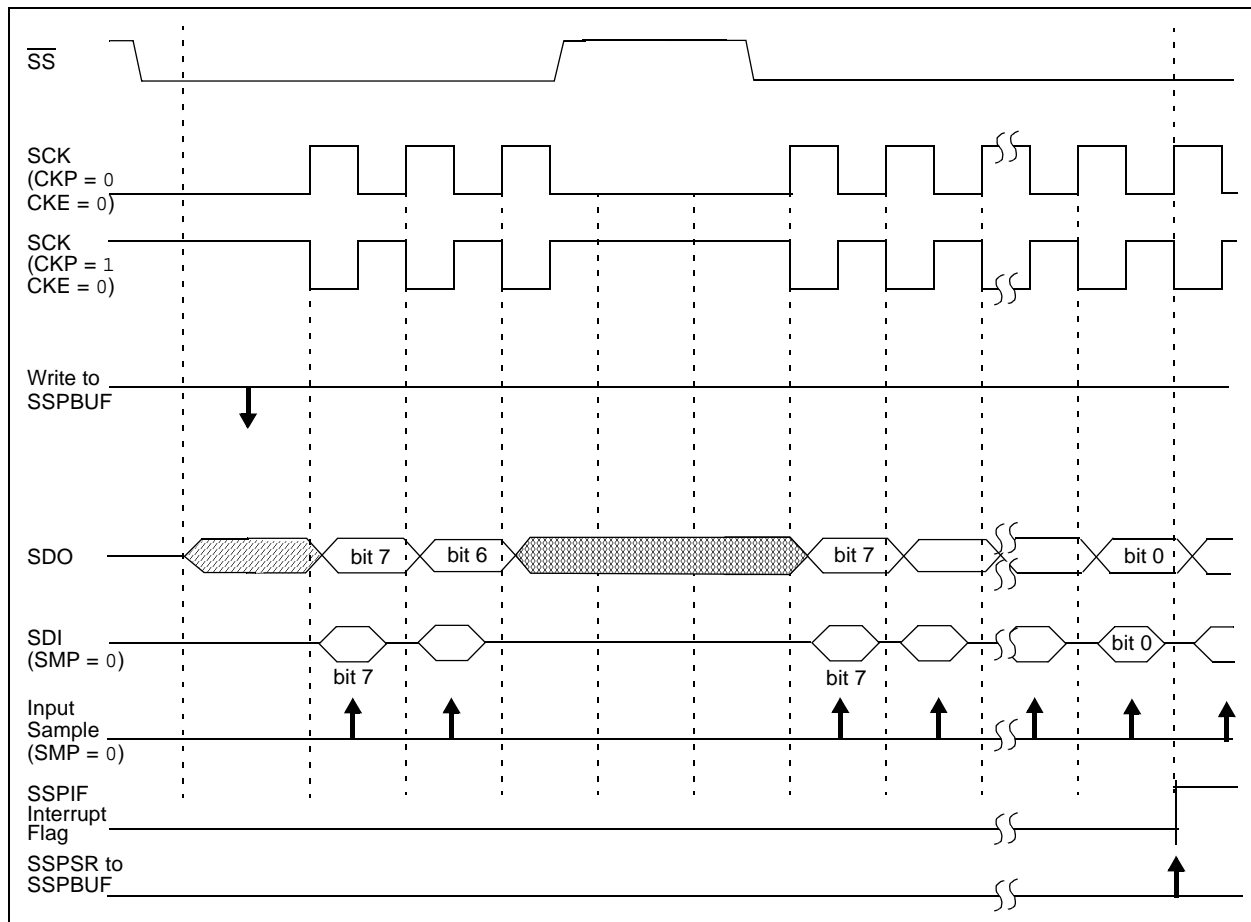 SS
SCK
(CKP = 0
CKE = 0)
SCK
(CKP = 1
CKE = 0)
Write to
SSPBUF
SDO
bit 7
bit 6
bit 7
bit 0
SDI
(SMP = 0)
bit 7
bit 7
bit 0
Input
Sample
(SMP = 0)
SSPIF
Interrupt
Flag
SSPSR to
SSPBUF